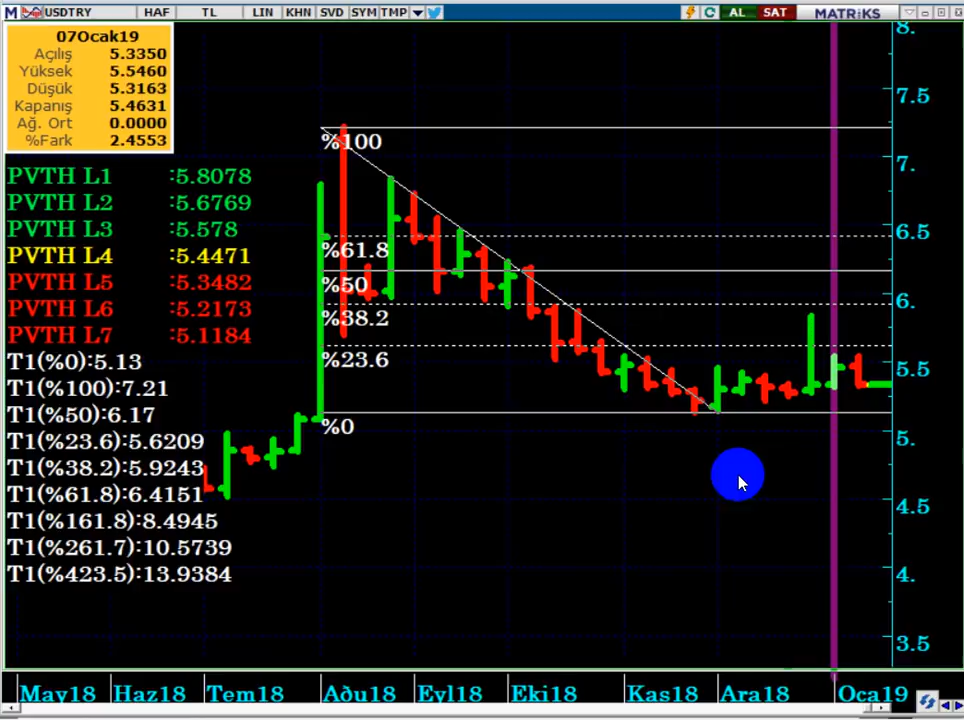 M USDTRY HAF TL LIN KHN SVD SYM TMP AL SAT MATRİKS
07Ocak19
Açılış 5.3350
Yüksek 5.5460
Düşük 5.3163
Kapanış 5.4631
Ağ. Ort 0.0000
%Fark 2.4553
PVTH L1 :5.8078
PVTH L2 :5.6769
PVTH L3 :5.578
PVTH L4 :5.4471
PVTH L5 :5.3482
PVTH L6 :5.2173
PVTH L7 :5.1184
T1(%0):5.13
T1(%100):7.21
T1(%50):6.17
T1(%23.6):5.6209
T1(%38.2):5.9243
T1(%61.8):6.4151
T1(%161.8):8.4945
T1(%261.7):10.5739
T1(%423.5):13.9384
%100
%61.8
%50
%38.2
%23.6
%0
8.
7.5
7.
6.5
6.
5.5
5.
4.5
4.
3.5
May18 Haz18 Tem18 Aðu18 Eyl18 Eki18 Kas18 Ara18 Oca19